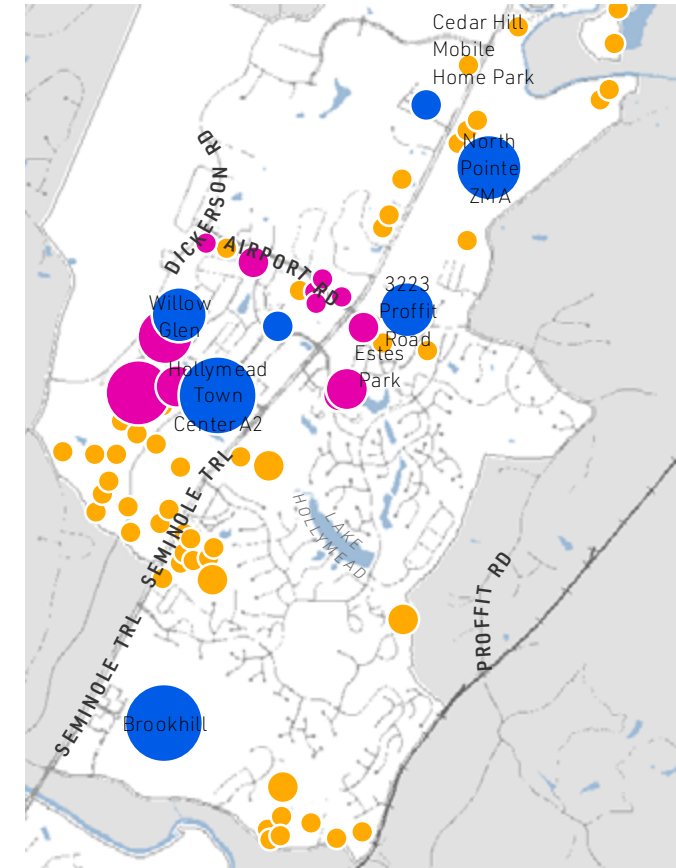 Cedar Hill
Mobile
Home Park
North
Pointe
ZMA
DICKERSON RD
AIRPORT RD
3223
Proffit
Road
Willow
Glen
Estes
Park
Hollymead
Town
Center A2
SEMINOLE TRL
LAKE
HOLLYMEAD
PROFFIT RD
SEMINOLE TRL
Brookhill